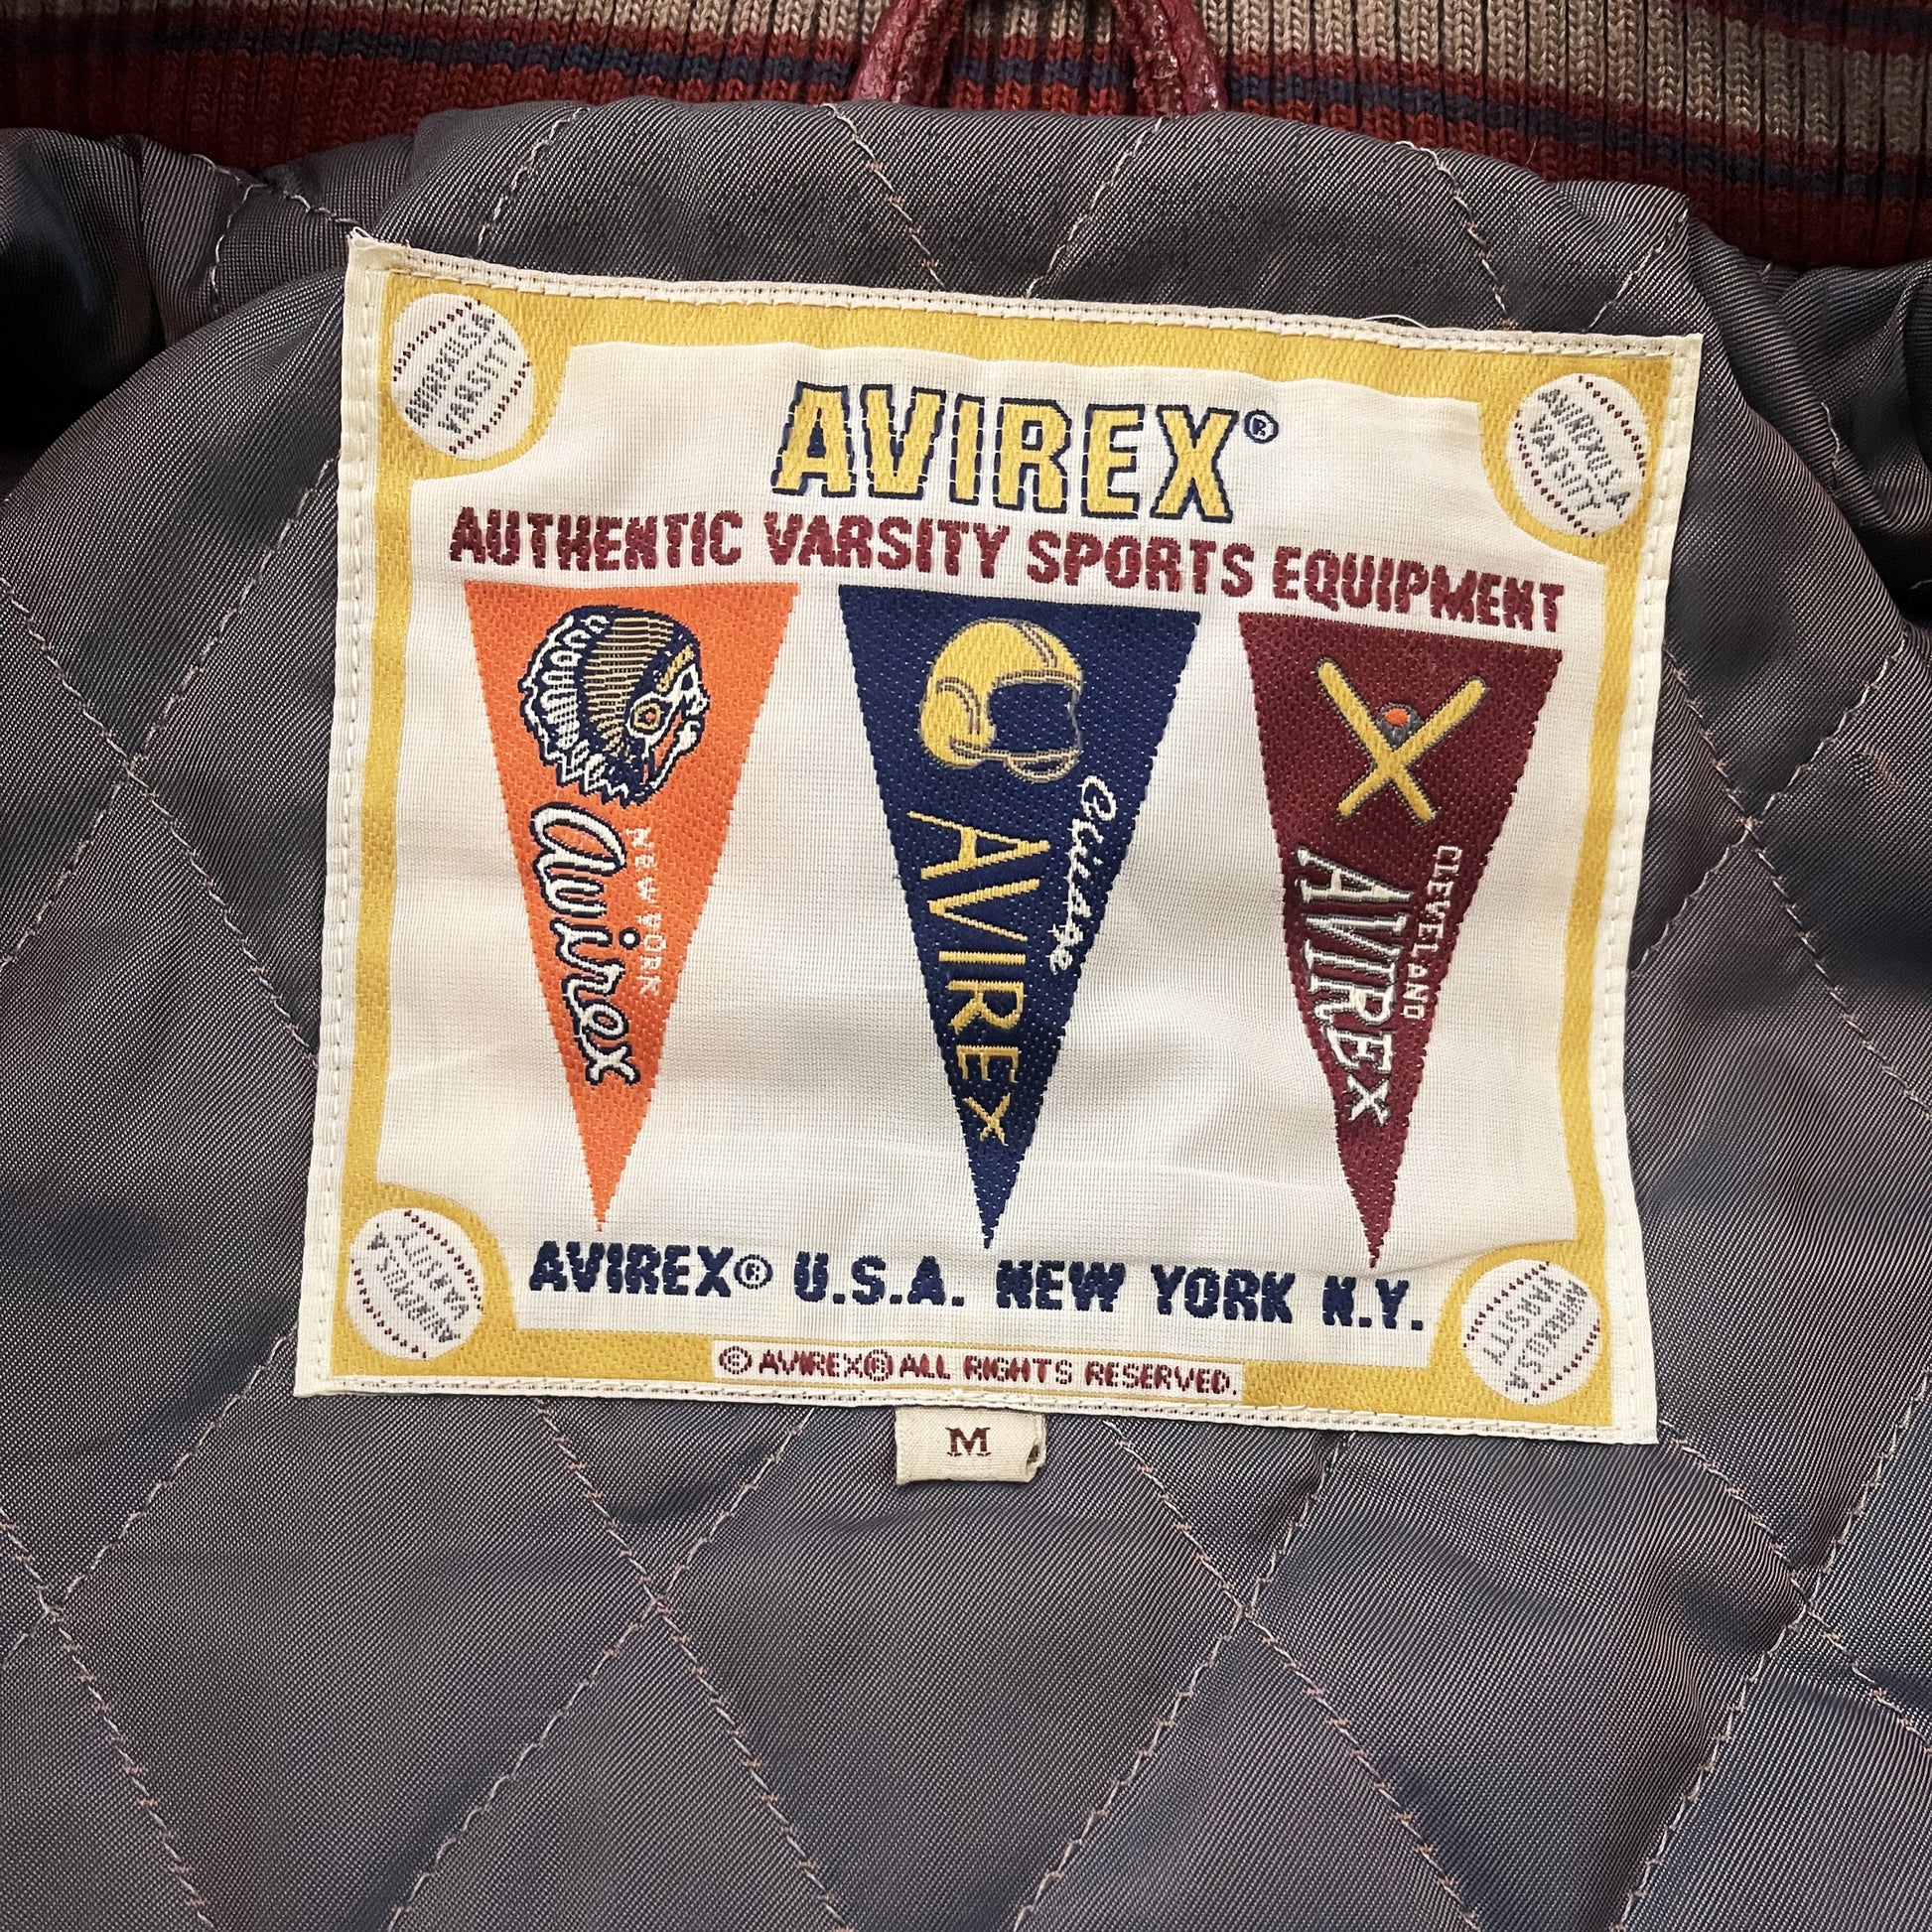 AVIREX®
AUTHENTIC VARSITY SPORTS EQUIPMENT
AVIREX U.S.A
VARSITY
AVIREX U.S.A
VARSITY
NEW YORK
Avirex
Cruise
AVIREX
CLEVELAND
AVIREX
AVIREX® U.S.A. NEW YORK N.Y.
AVIREX U.S.A
VARSITY
AVIREX U.S.A
VARSITY
© AVIREX® ALL RIGHTS RESERVED.
M